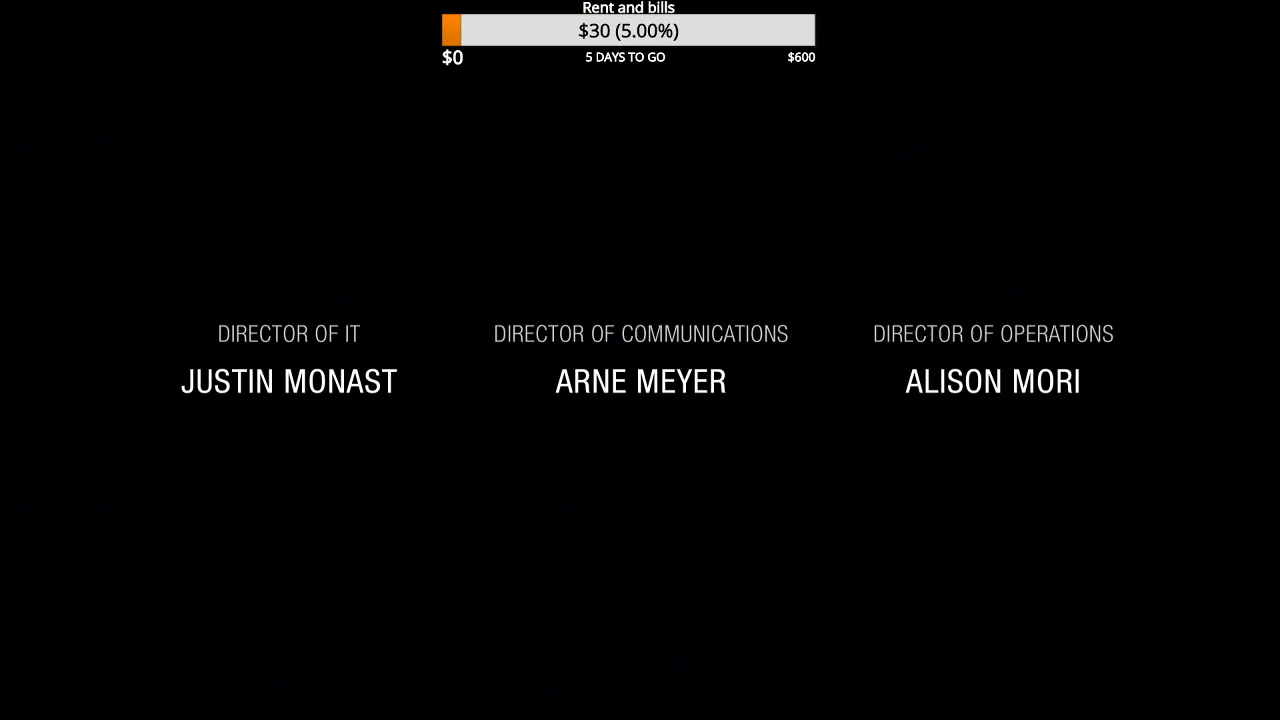 Rent and bills
$30 (5.00%)
$0 5 DAYS TO GO $600
DIRECTOR OF IT DIRECTOR OF COMMUNICATIONS DIRECTOR OF OPERATIONS
JUSTIN MONAST ARNE MEYER ALISON MORI